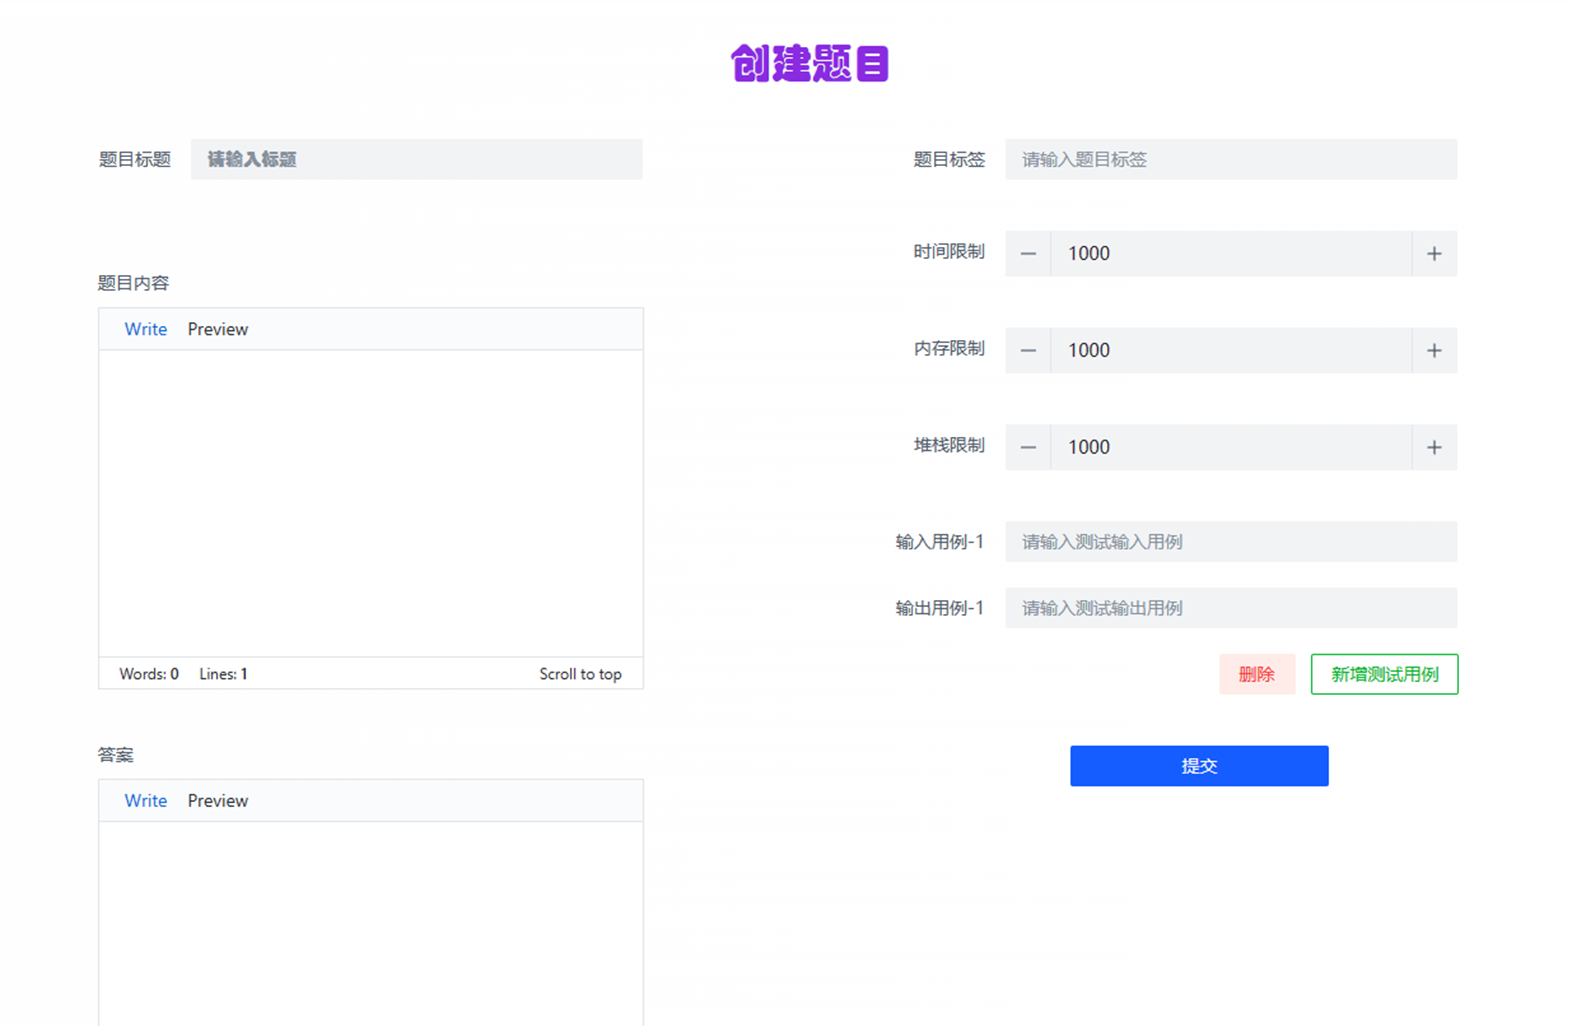 创建题目
题目标题 请输入标题
题目内容
Write Preview
Words: 0 Lines: 1 Scroll to top
答案
Write Preview
题目标签 请输入题目标签
时间限制 — 1000 +
内存限制 — 1000 +
堆栈限制 — 1000 +
输入用例-1 请输入测试输入用例
输出用例-1 请输入测试输出用例
删除 新增测试用例
提交